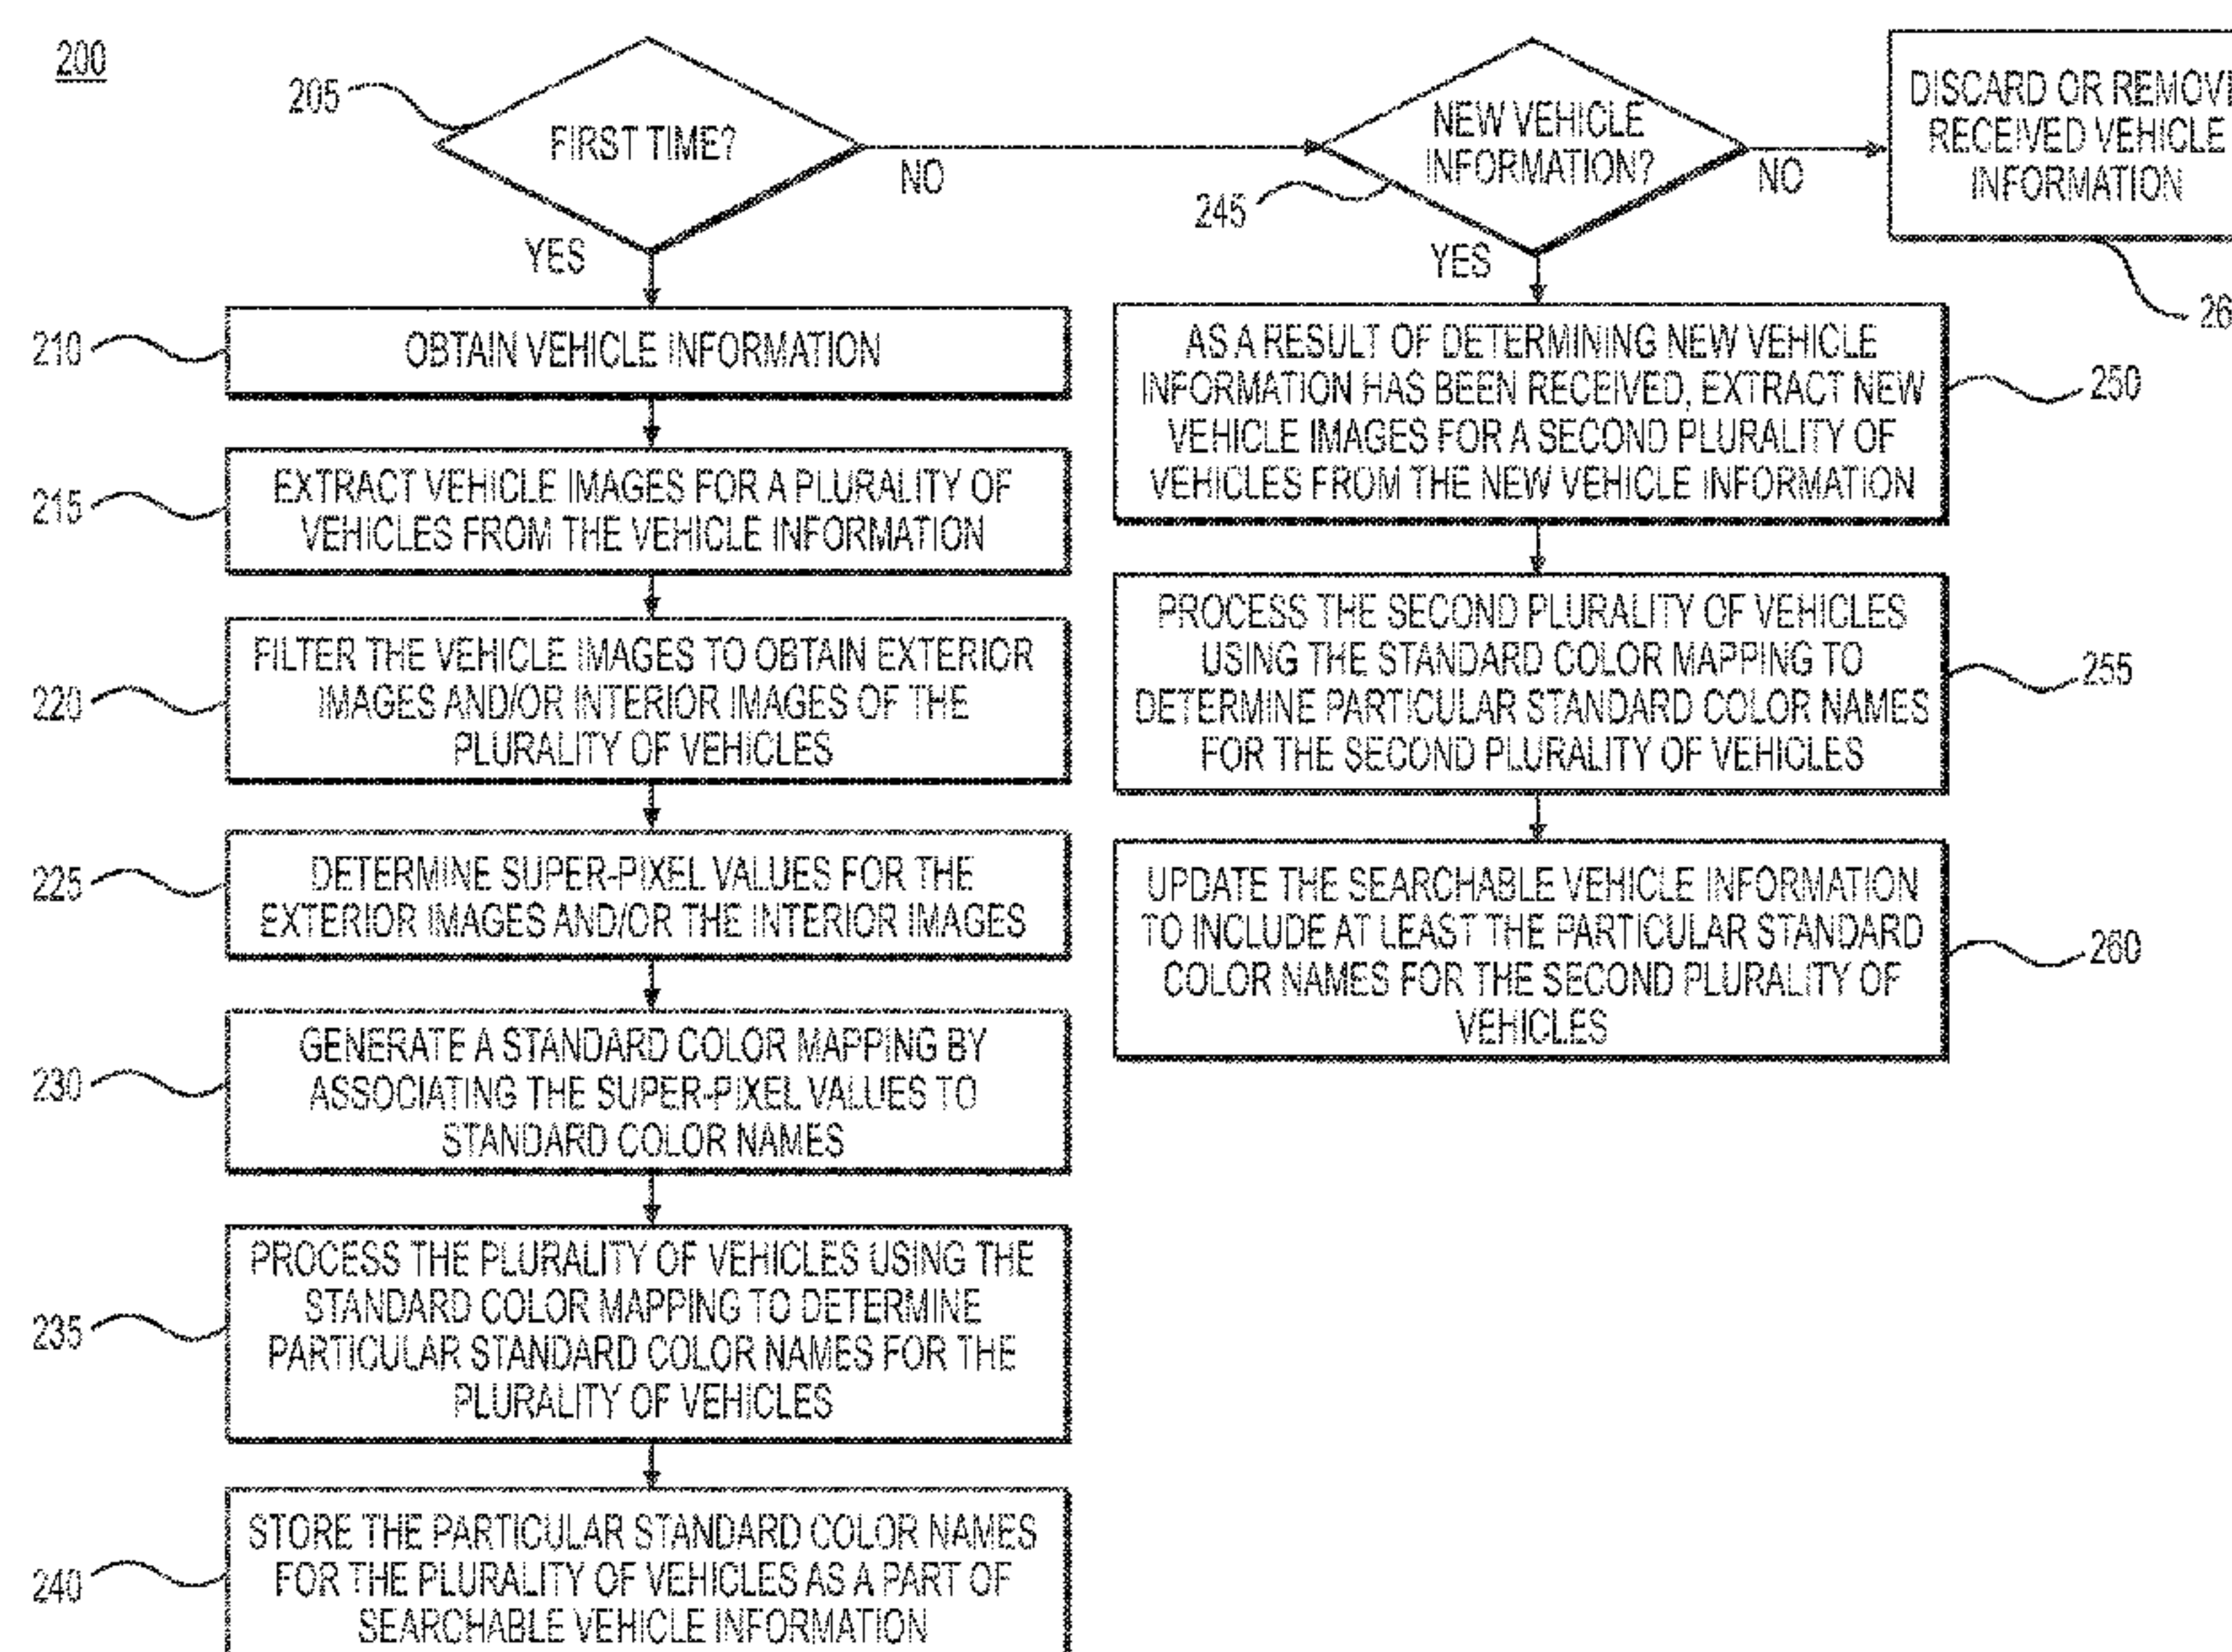 200
205
FIRST TIME?
NO
YES
210
OBTAIN VEHICLE INFORMATION
215
EXTRACT VEHICLE IMAGES FOR A PLURALITY OF
VEHICLES FROM THE VEHICLE INFORMATION
220
FILTER THE VEHICLE IMAGES TO OBTAIN EXTERIOR
IMAGES AND/OR INTERIOR IMAGES OF THE
PLURALITY OF VEHICLES
225
DETERMINE SUPER-PIXEL VALUES FOR THE
EXTERIOR IMAGES AND/OR THE INTERIOR IMAGES
230
GENERATE A STANDARD COLOR MAPPING BY
ASSOCIATING THE SUPER-PIXEL VALUES TO
STANDARD COLOR NAMES
235
PROCESS THE PLURALITY OF VEHICLES USING THE
STANDARD COLOR MAPPING TO DETERMINE
PARTICULAR STANDARD COLOR NAMES FOR THE
PLURALITY OF VEHICLES
240
STORE THE PARTICULAR STANDARD COLOR NAMES
FOR THE PLURALITY OF VEHICLES AS A PART OF
SEARCHABLE VEHICLE INFORMATION
NEW VEHICLE
INFORMATION?
245
NO
YES
DISCARD OR REMOV
RECEIVED VEHICLE
INFORMATION
26
AS A RESULT OF DETERMINING NEW VEHICLE
INFORMATION HAS BEEN RECEIVED, EXTRACT NEW
VEHICLE IMAGES FOR A SECOND PLURALITY OF
VEHICLES FROM THE NEW VEHICLE INFORMATION
250
PROCESS THE SECOND PLURALITY OF VEHICLES
USING THE STANDARD COLOR MAPPING TO
DETERMINE PARTICULAR STANDARD COLOR NAMES
FOR THE SECOND PLURALITY OF VEHICLES
255
UPDATE THE SEARCHABLE VEHICLE INFORMATION
TO INCLUDE AT LEAST THE PARTICULAR STANDARD
COLOR NAMES FOR THE SECOND PLURALITY OF
VEHICLES
260